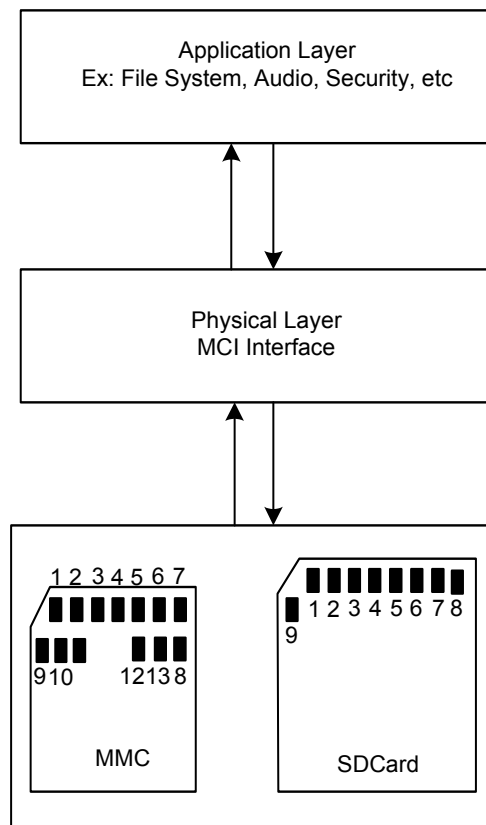 Application Layer
Ex: File System, Audio, Security, etc
Physical Layer
MCI Interface
1 2 3 4 5 6 7
9 10 12 13 8
MMC
1 2 3 4 5 6 7 8
9
SDCard